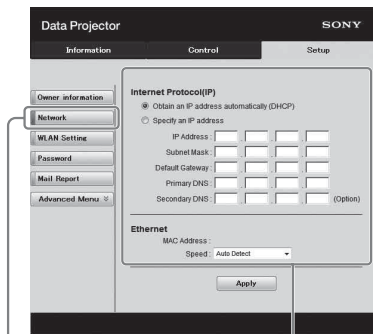 Data Projector
SONY
Information
Control
Setup
Owner information
Network
WLAN Setting
Password
Mail Report
Advanced Menu
Internet Protocol(IP)
Obtain an IP address automatically (DHCP)
Specify an IP address
IP Address :
Subnet Mask :
Default Gateway :
Primary DNS :
Secondary DNS : (Option)
Ethernet
MAC Address :
Speed : Auto Detect
Apply